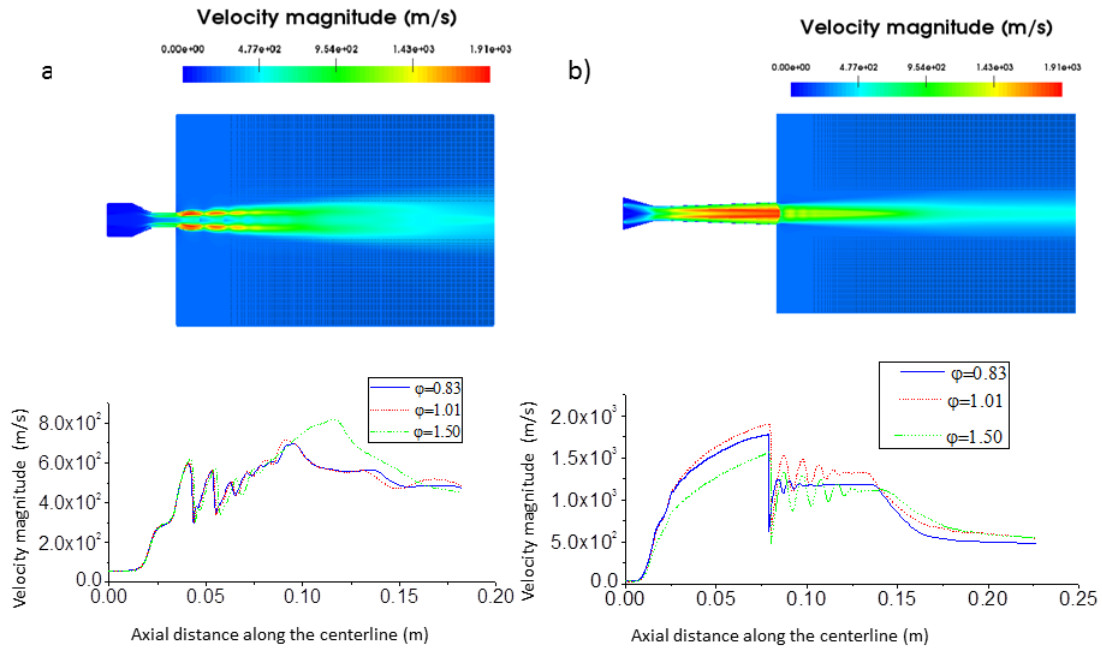 Velocity magnitude (m/s)
0.00e+00 4.77e+02 9.54e+02 1.43e+03 1.91e+03
a
Velocity magnitude (m/s)
0.00e+00 4.77e+02 9.54e+02 1.43e+03 1.91e+03
b)
φ=0.83
φ=1.01
φ=1.50
8.0x10²
6.0x10²
4.0x10²
2.0x10²
0.0
0.00 0.05 0.10 0.15 0.20
Velocity magnitude (m/s)
Axial distance along the centerline (m)
φ=0.83
φ=1.01
φ=1.50
2.0x10³
1.5x10³
1.0x10³
5.0x10²
0.0
0.00 0.05 0.10 0.15 0.20 0.25
Velocity magnitude (m/s)
Axial distance along the centerline (m)